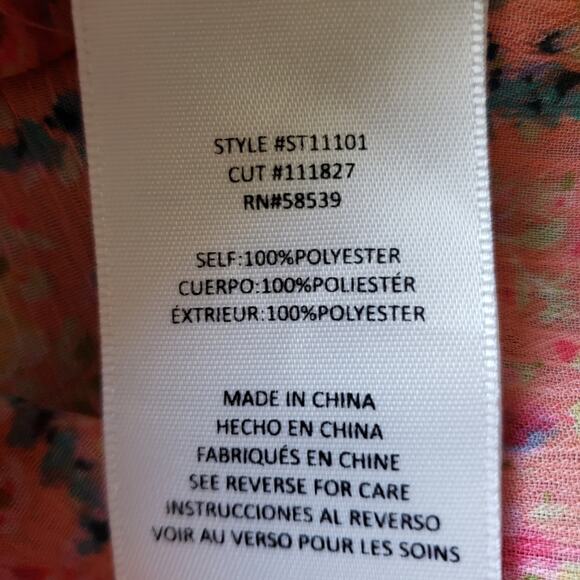 STYLE #ST11101
CUT #111827
RN#58539
SELF:100%POLYESTER
CUERPO:100%POLIESTÉR
ÉXTRIEUR:100%POLYESTER
MADE IN CHINA
HECHO EN CHINA
FABRIQUÉS EN CHINE
SEE REVERSE FOR CARE
INSTRUCCIONES AL REVERSO
VOIR AU VERSO POUR LES SOINS